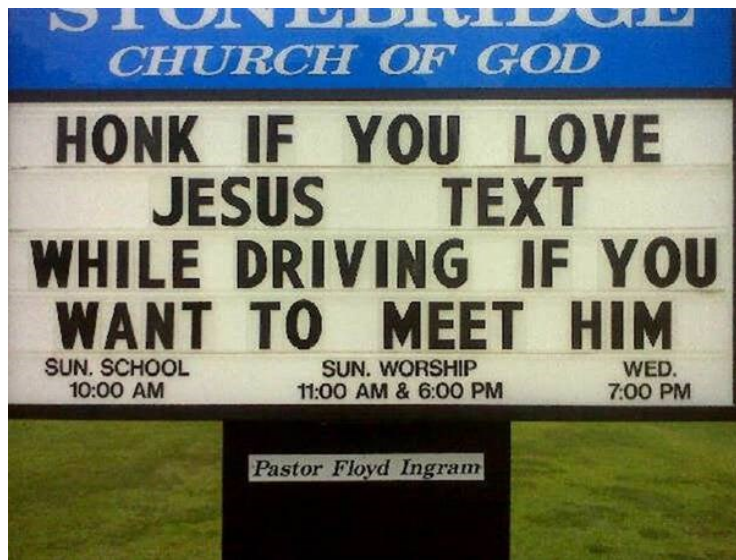 STONEBRIDGE
CHURCH OF GOD
HONK IF YOU LOVE
JESUS TEXT
WHILE DRIVING IF YOU
WANT TO MEET HIM
SUN. SCHOOL SUN. WORSHIP WED.
10:00 AM 11:00 AM & 6:00 PM 7:00 PM
Pastor Floyd Ingram